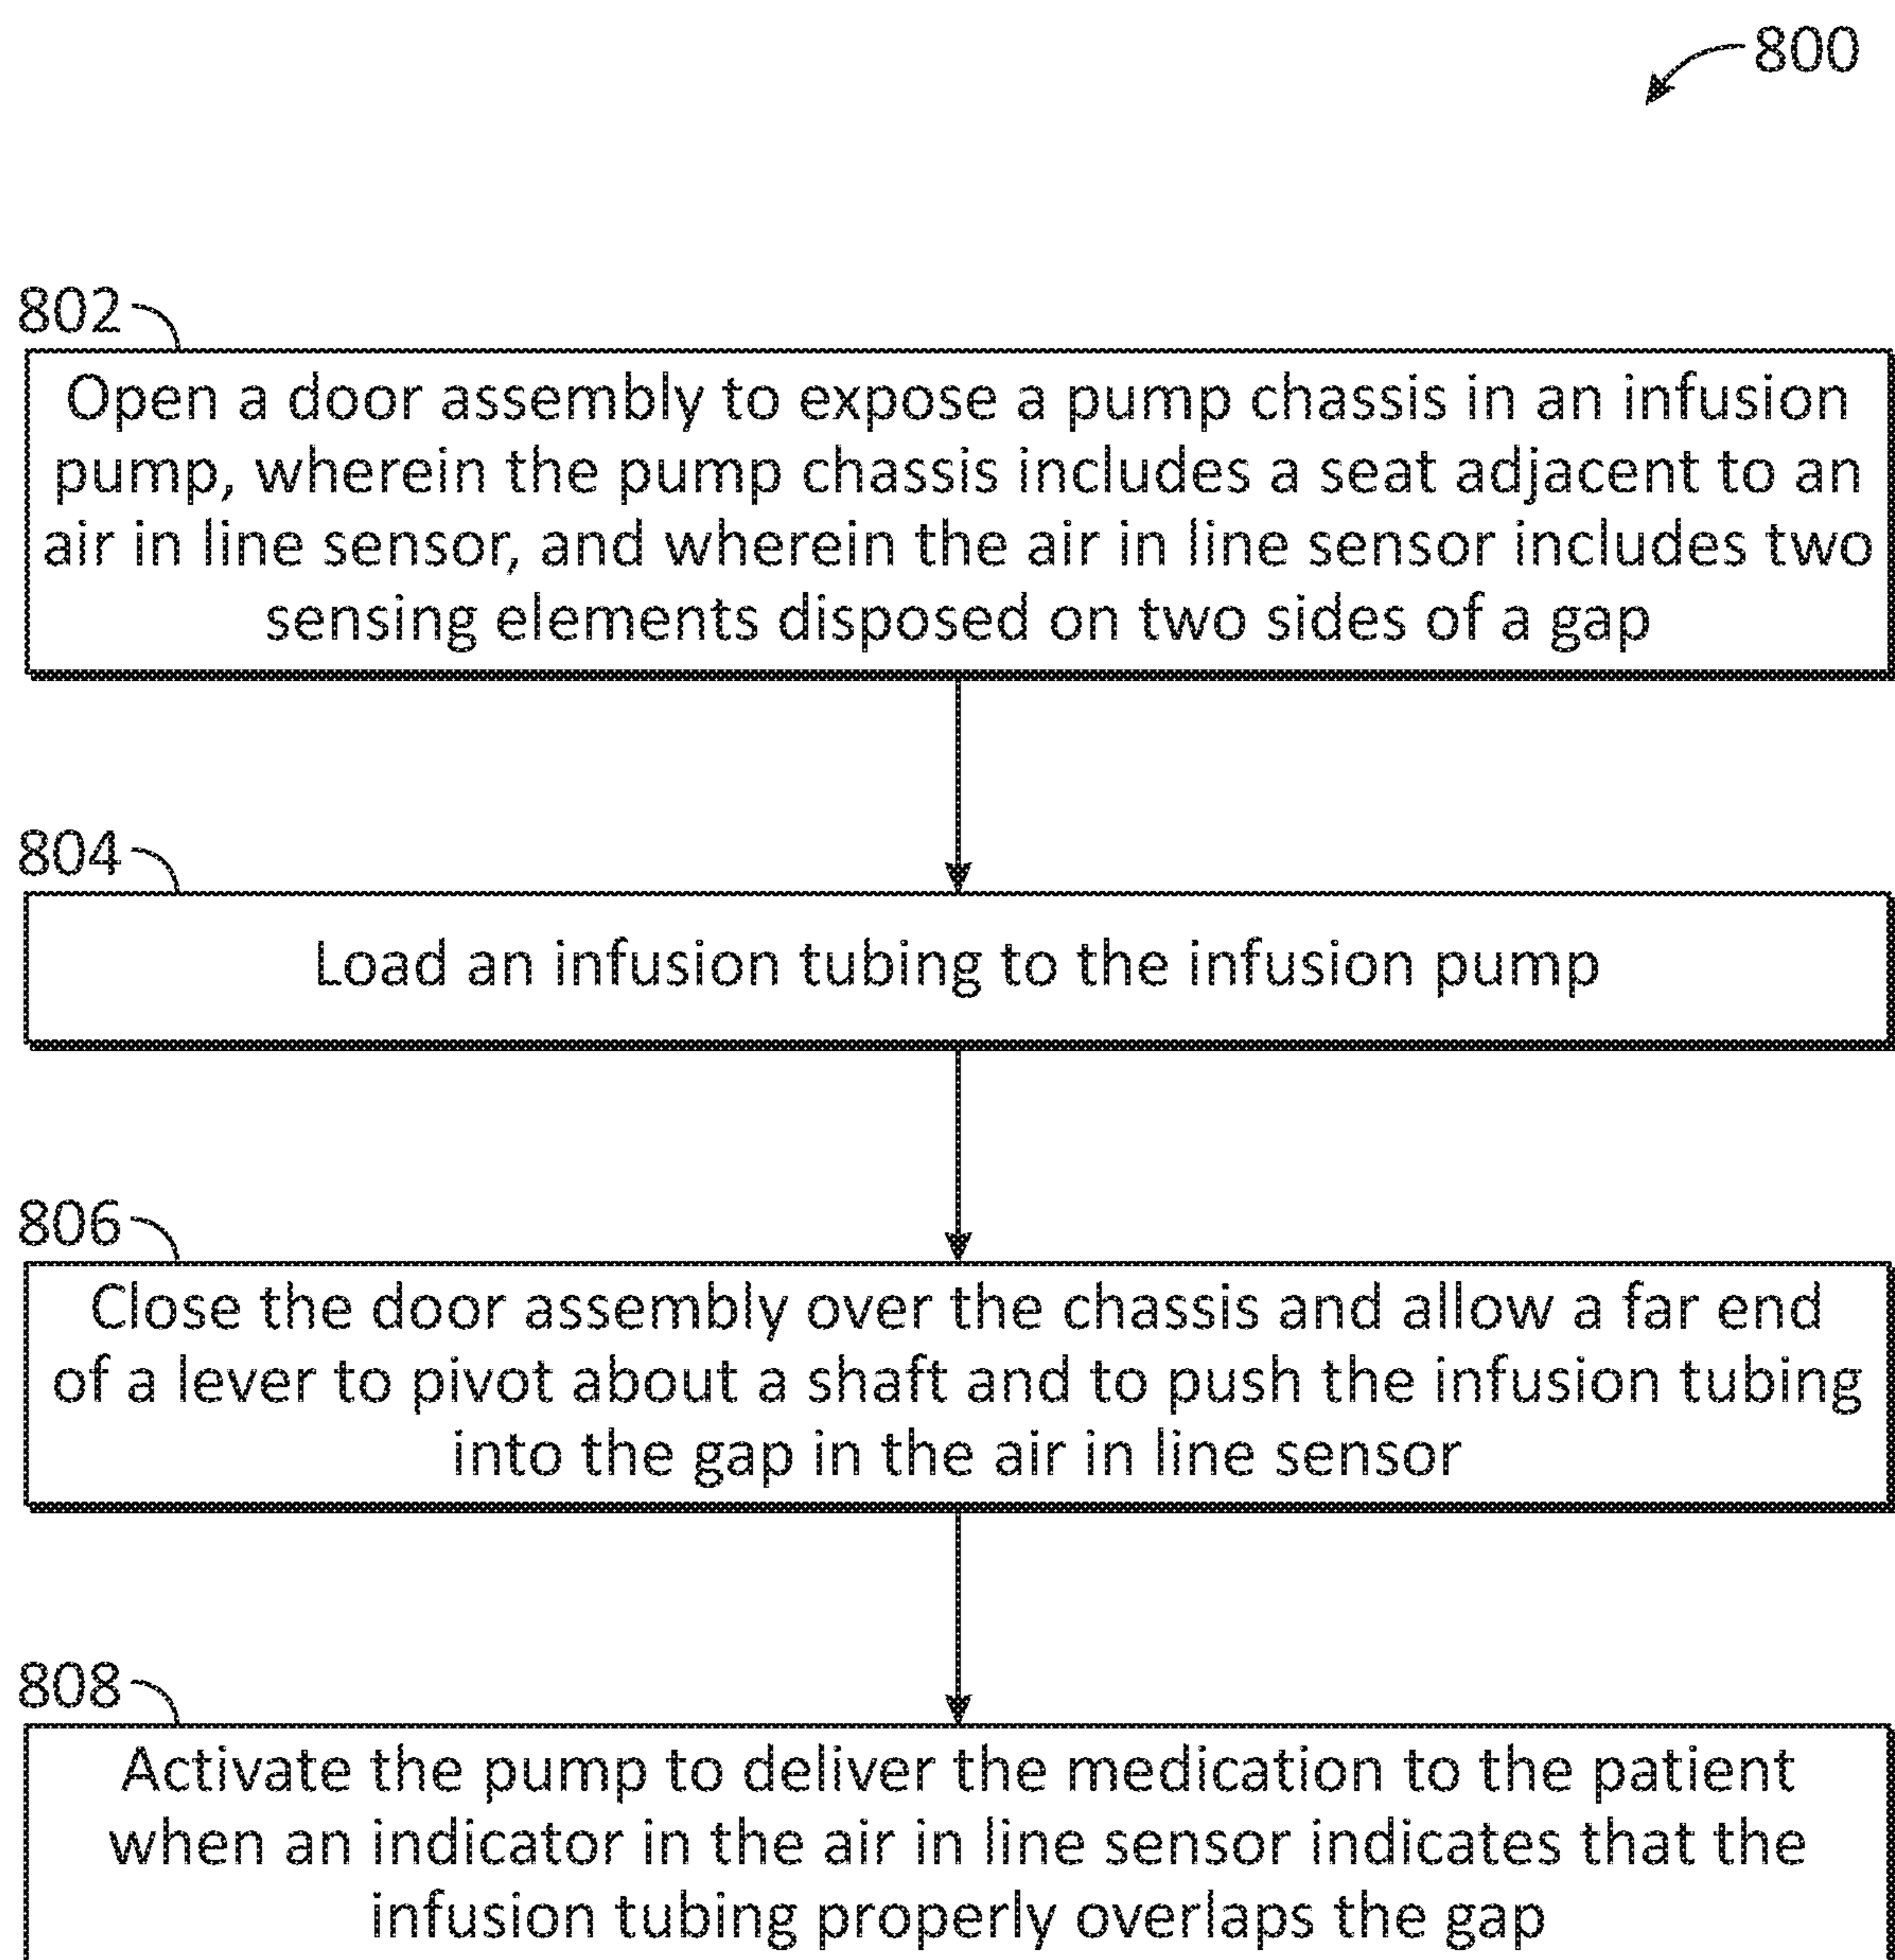 800
802
Open a door assembly to expose a pump chassis in an infusion
pump, wherein the pump chassis includes a seat adjacent to an
air in line sensor, and wherein the air in line sensor includes two
sensing elements disposed on two sides of a gap
804
Load an infusion tubing to the infusion pump
806
Close the door assembly over the chassis and allow a far end
of a lever to pivot about a shaft and to push the infusion tubing
into the gap in the air in line sensor
808
Activate the pump to deliver the medication to the patient
when an indicator in the air in line sensor indicates that the
infusion tubing properly overlaps the gap